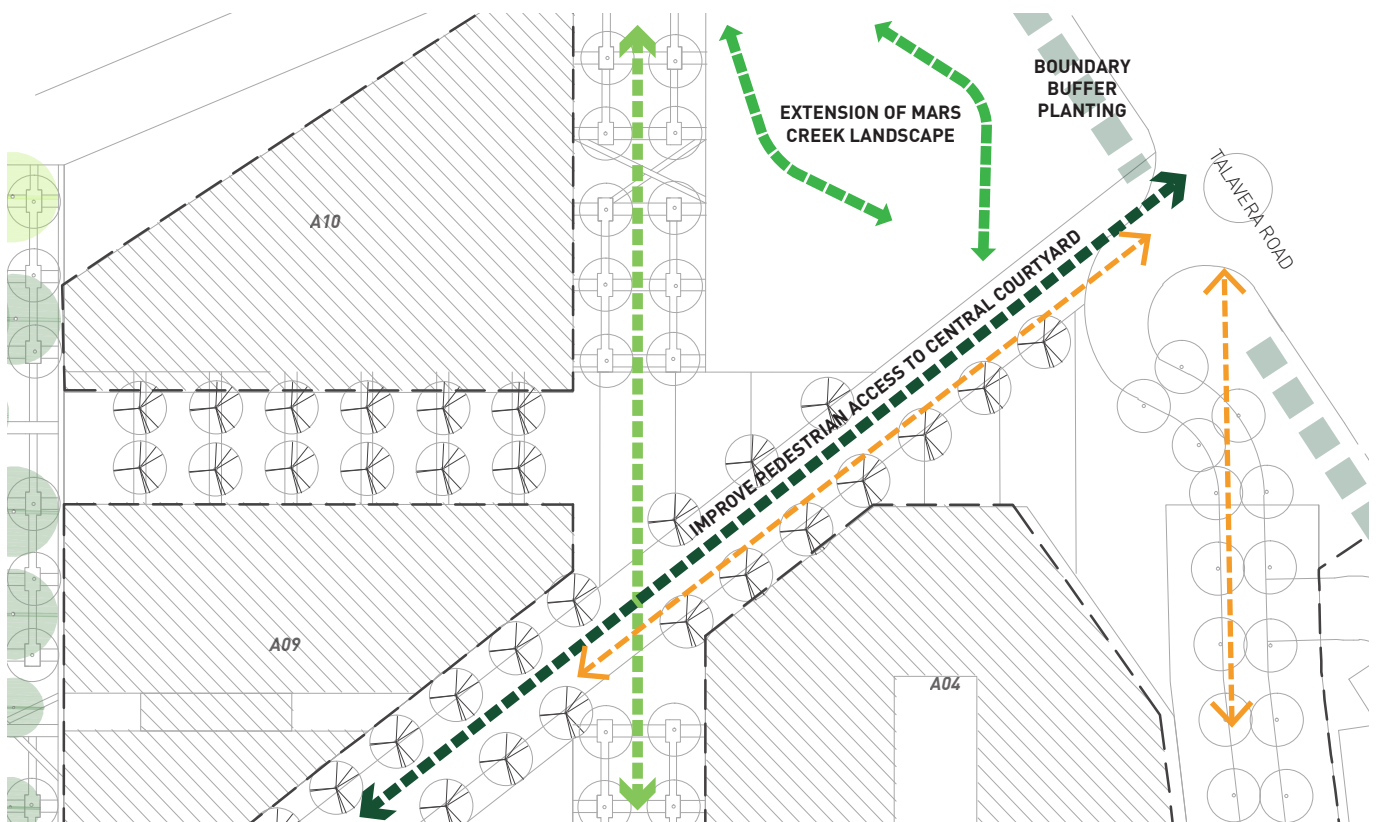 BOUNDARY
BUFFER
PLANTING
EXTENSION OF MARS
CREEK LANDSCAPE
TALAVERA ROAD
A10
IMPROVE PEDESTRIAN ACCESS TO CENTRAL COURTYARD
A09
A04